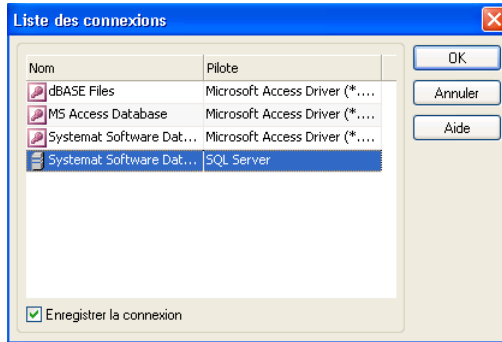 Liste des connexions
Nom Pilote
dBASE Files Microsoft Access Driver (*....
MS Access Database Microsoft Access Driver (*....
Systemat Software Dat... Microsoft Access Driver (*....
Systemat Software Dat... SQL Server
Enregistrer la connexion
OK
Annuler
Aide